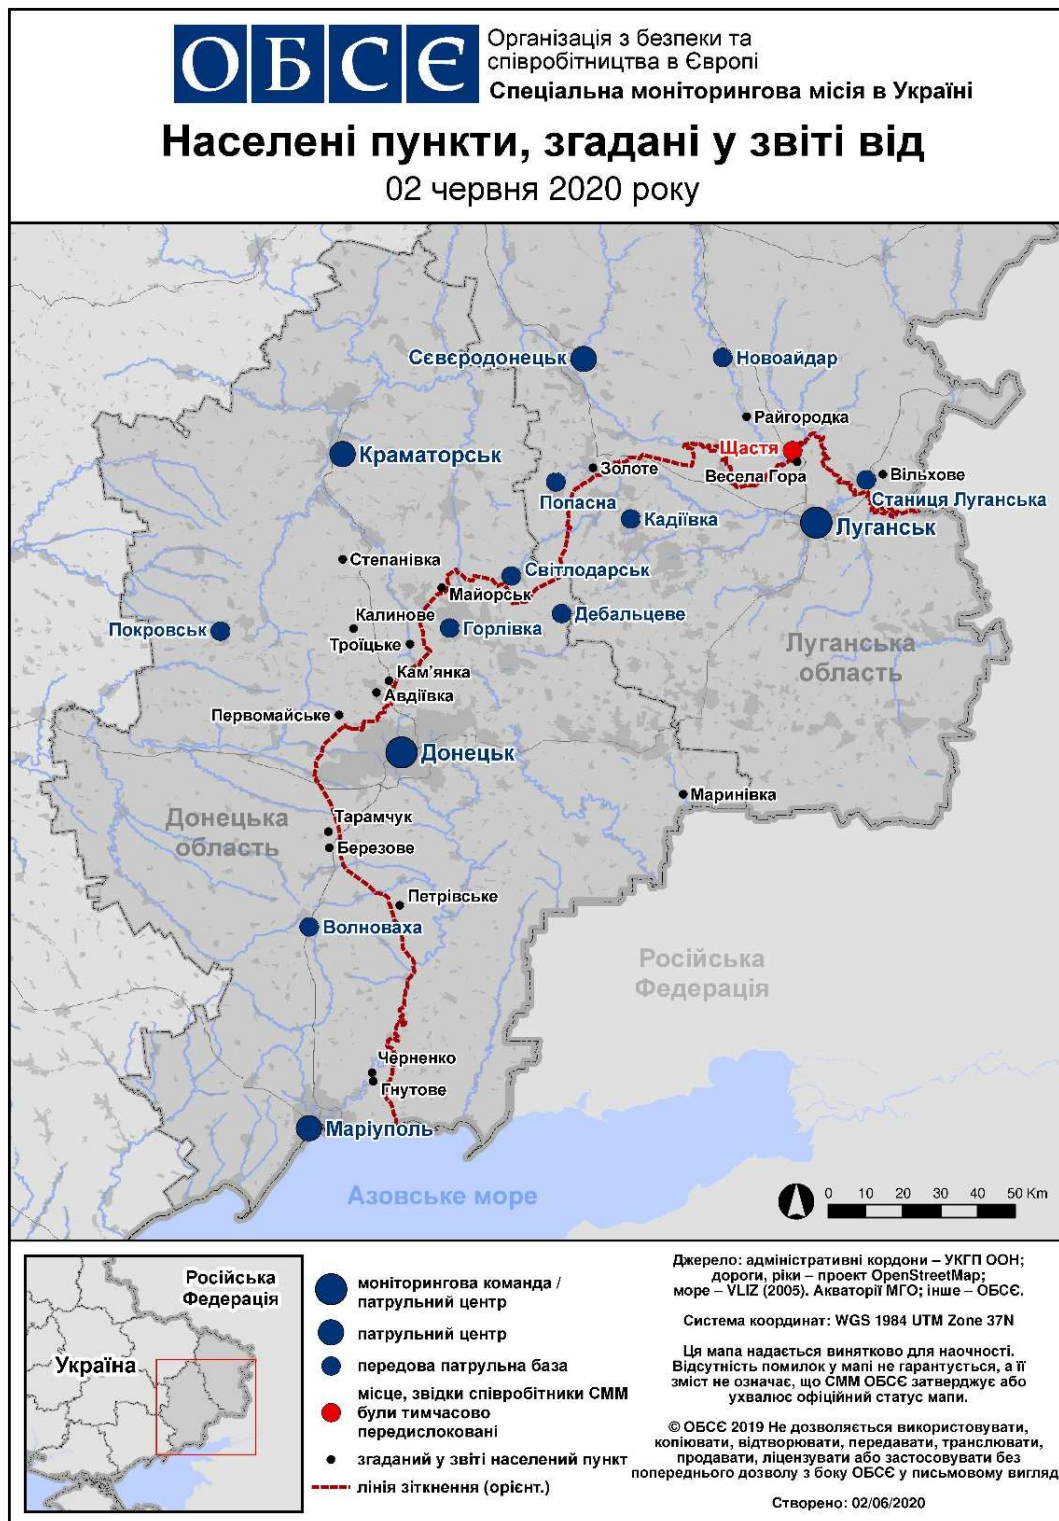 ОБСЄ
Організація з безпеки та
співробітництва в Європі
Спеціальна моніторингова місія в Україні
Населені пункти, згадані у звіті від
02 червня 2020 року
Сєвєродонецьк
Новоайдар
Райгородка
Щастя
Краматорськ
Золоте
Весела Гора
Вільхове
Попасна
Станиця Луганська
Кадіївка
Луганськ
Степанівка
Світлодарськ
Майорськ
Калинове
Дебальцеве
Покровськ
Горлівка
Троїцьке
Луганська
область
Кам'янка
Авдіївка
Первомайське
Донецьк
Маринівка
Донецька
область
Тарамчук
Березове
Петрівське
Волноваха
Російська
Федерація
Черненко
Гнутове
Маріуполь
Азовське море
0 10 20 30 40 50 Km
Російська
Федерація
Україна
моніторингова команда /
патрульний центр
патрульний центр
передова патрульна база
місце, звідки співробітники СММ
були тимчасово
передислоковані
згаданий у звіті населений пункт
лінія зіткнення (орієнт.)
Джерело: адміністративні кордони – УКГП ООН;
дороги, ріки – проект OpenStreetMap;
море – VLIZ (2005). Акваторії МГО; інше – ОБСЄ.
Система координат: WGS 1984 UTM Zone 37N
Ця мапа надається винятково для наочності.
Відсутність помилок у мапі не гарантується, а її
зміст не означає, що СММ ОБСЄ затверджує або
ухвалює офіційний статус мапи.
© ОБСЄ 2019 Не дозволяється використовувати,
копіювати, відтворювати, передавати, транслювати,
продавати, ліцензувати або застосовувати без
попереднього дозволу з боку ОБСЄ у письмовому вигляд
Створено: 02/06/2020